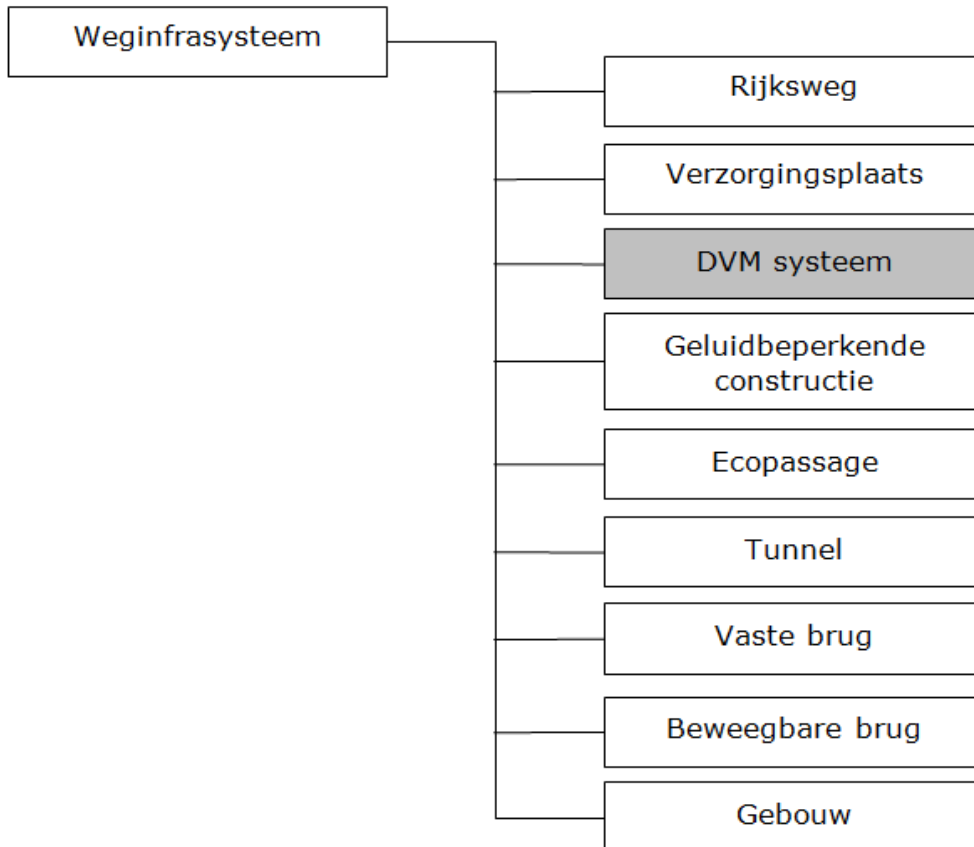 Weginfrasysteem
Rijksweg
Verzorgingsplaats
DVM systeem
Geluidbeperkende
constructie
Ecopassage
Tunnel
Vaste brug
Beweegbare brug
Gebouw